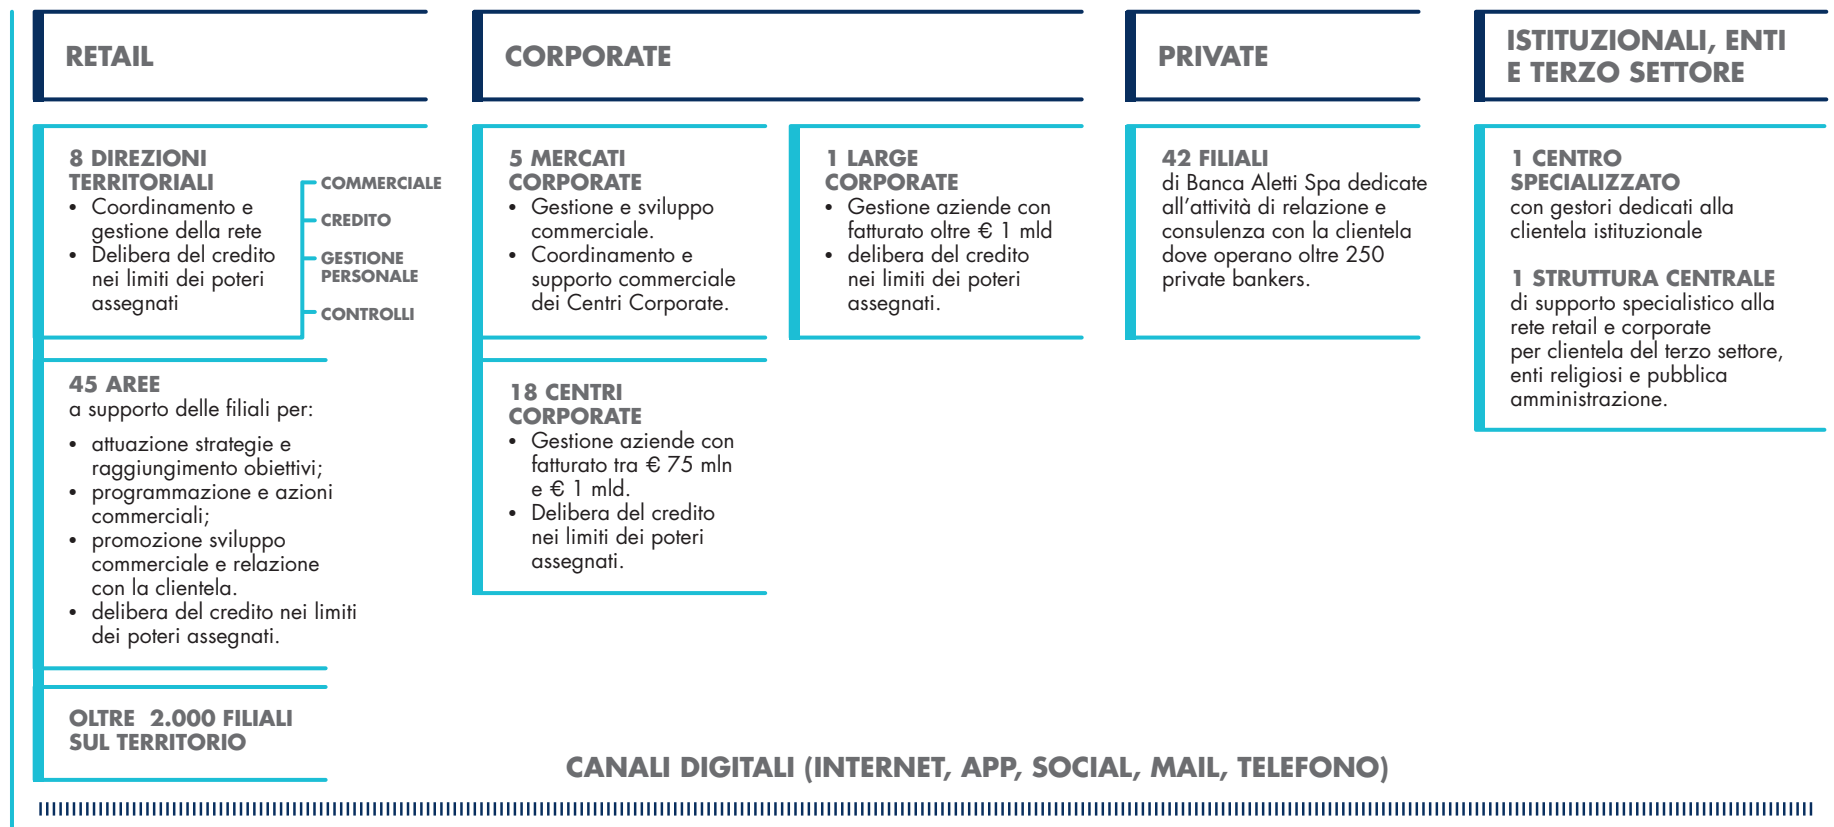 RETAIL
8 DIREZIONI
TERRITORIALI
• Coordinamento e
gestione della rete
• Delibera del credito
nei limiti dei poteri
assegnati
COMMERCIALE
CREDITO
GESTIONE
PERSONALE
CONTROLLI
45 AREE
a supporto delle filiali per:
• attuazione strategie e
raggiungimento obiettivi;
• programmazione e azioni
commerciali;
• promozione sviluppo
commerciale e relazione
con la clientela.
• delibera del credito nei limiti
dei poteri assegnati.
OLTRE 2.000 FILIALI
SUL TERRITORIO
CORPORATE
5 MERCATI
CORPORATE
• Gestione e sviluppo
commerciale.
• Coordinamento e
supporto commerciale
dei Centri Corporate.
18 CENTRI
CORPORATE
• Gestione aziende con
fatturato tra € 75 mln
e € 1 mld.
• Delibera del credito
nei limiti dei poteri
assegnati.
1 LARGE
CORPORATE
• Gestione aziende con
fatturato oltre € 1 mld
• delibera del credito
nei limiti dei poteri
assegnati.
PRIVATE
42 FILIALI
di Banca Aletti Spa dedicate
all'attività di relazione e
consulenza con la clientela
dove operano oltre 250
private bankers.
ISTITUZIONALI, ENTI
E TERZO SETTORE
1 CENTRO
SPECIALIZZATO
con gestori dedicati alla
clientela istituzionale
1 STRUTTURA CENTRALE
di supporto specialistico alla
rete retail e corporate
per clientela del terzo settore,
enti religiosi e pubblica
amministrazione.
CANALI DIGITALI (INTERNET, APP, SOCIAL, MAIL, TELEFONO)